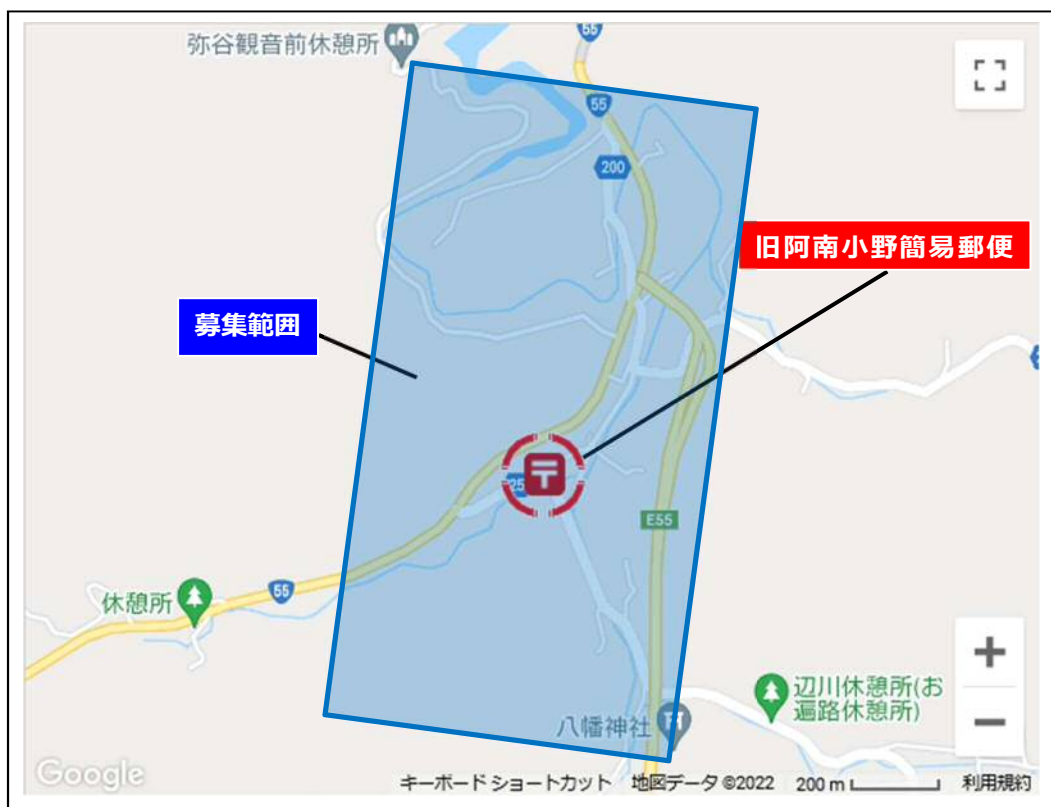 弥谷観音前休憩所
55
55
200
旧阿南小野簡易郵便
募集範囲
25
E55
55
休憩所
辺川休憩所(お
遍路休憩所)
八幡神社
Google
キーボード ショートカット 地図データ ©2022 200 m 利用規約